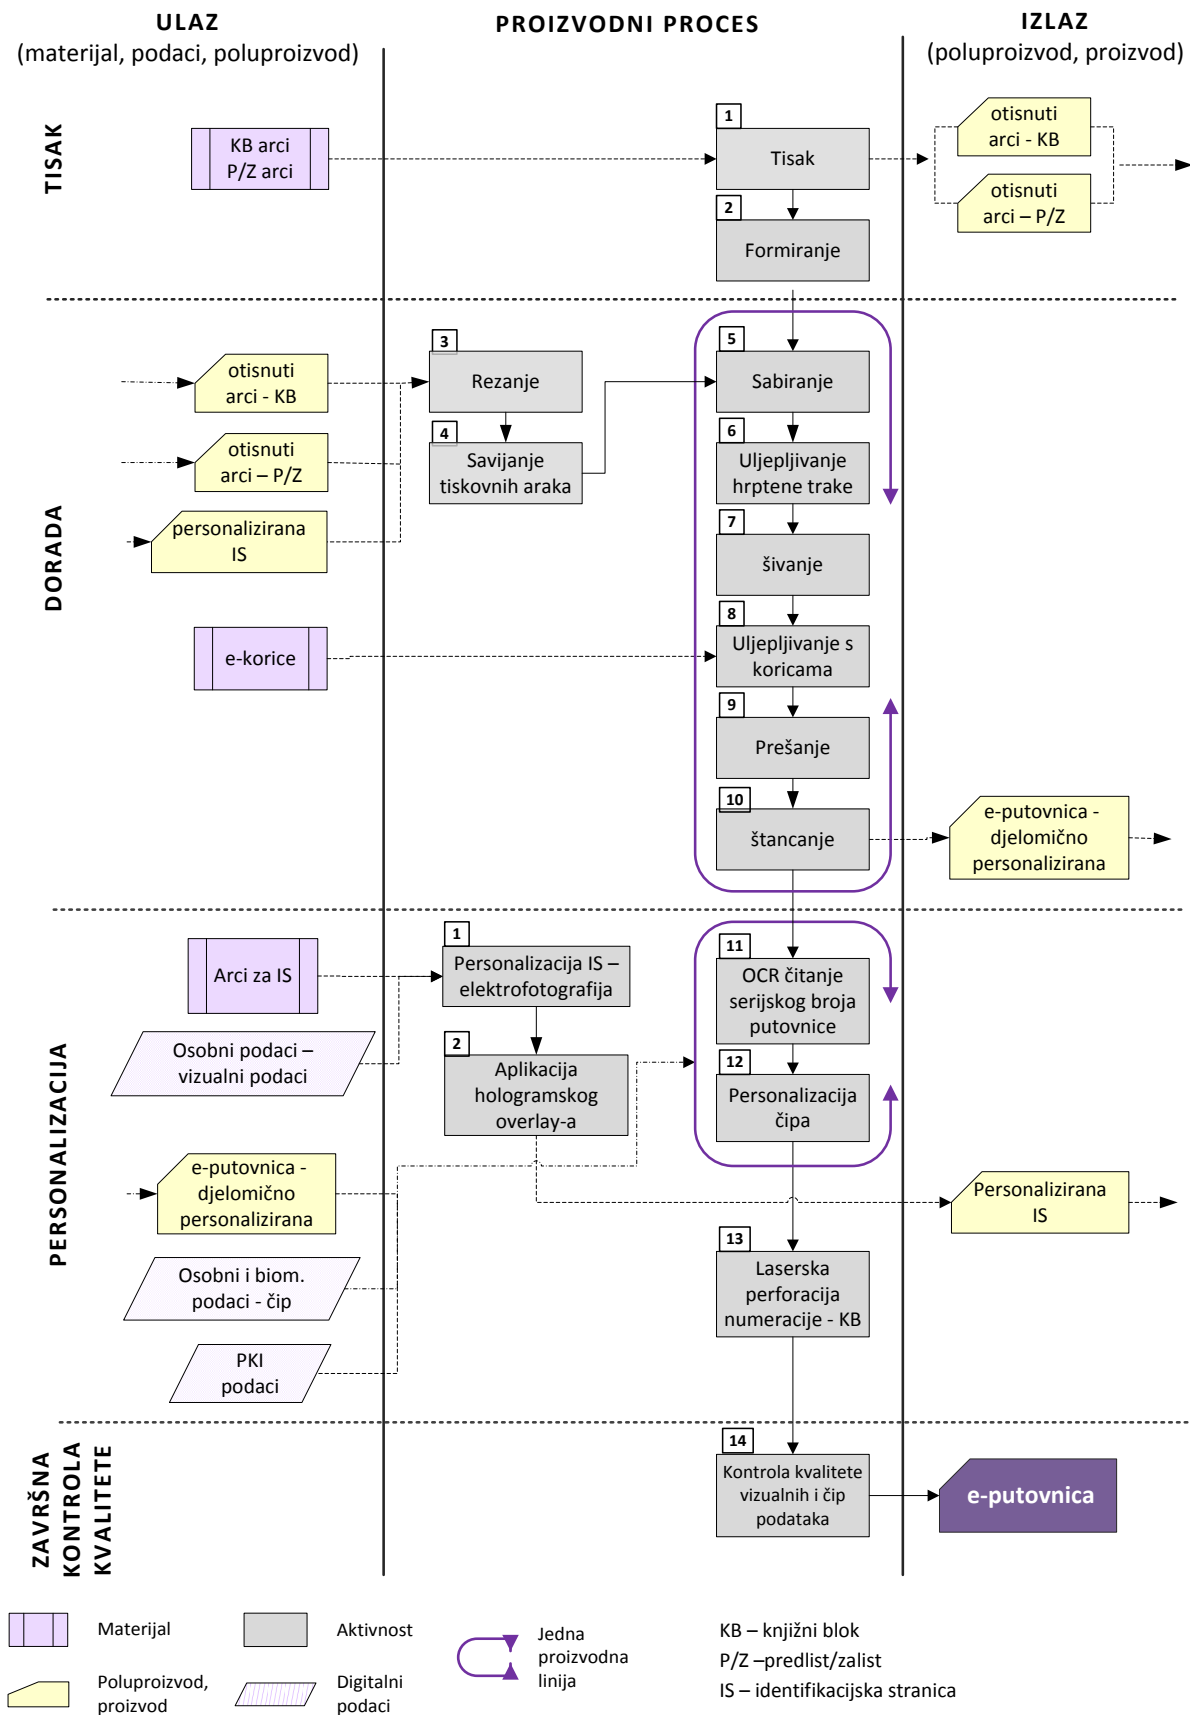 ULAZ
(materijal, podaci, poluproizvod)
PROIZVODNI PROCES
IZLAZ
(poluproizvod, proizvod)
TISAK
KB arci
P/Z arci
1
Tisak
2
Formiranje
otisnuti
arci - KB
otisnuti
arci – P/Z
DORADA
otisnuti
arci - KB
otisnuti
arci – P/Z
personalizirana
IS
e-korice
3
Rezanje
4
Savijanje
tiskovnih araka
5
Sabiranje
6
Uljepljivanje
hrptene trake
7
šivanje
8
Uljepljivanje s
koricama
9
Prešanje
10
štancanje
e-putovnica -
djelomično
personalizirana
PERSONALIZACIJA
Arci za IS
Osobni podaci –
vizualni podaci
e-putovnica -
djelomično
personalizirana
Osobni i biom.
podaci - čip
PKI
podaci
1
Personalizacija IS –
elektrofotografija
2
Aplikacija
hologramskog
overlay-a
11
OCR čitanje
serijskog broja
putovnice
12
Personalizacija
čipa
13
Laserska
perforacija
numeracije - KB
Personalizirana
IS
ZAVRŠNA
KONTROLA
KVALITETE
14
Kontrola kvalitete
vizualnih i čip
podataka
e-putovnica
Materijal
Aktivnost
Jedna
proizvodna
linija
Poluproizvod,
proizvod
Digitalni
podaci
KB – knjižni blok
P/Z –predlist/zalist
IS – identifikacijska stranica